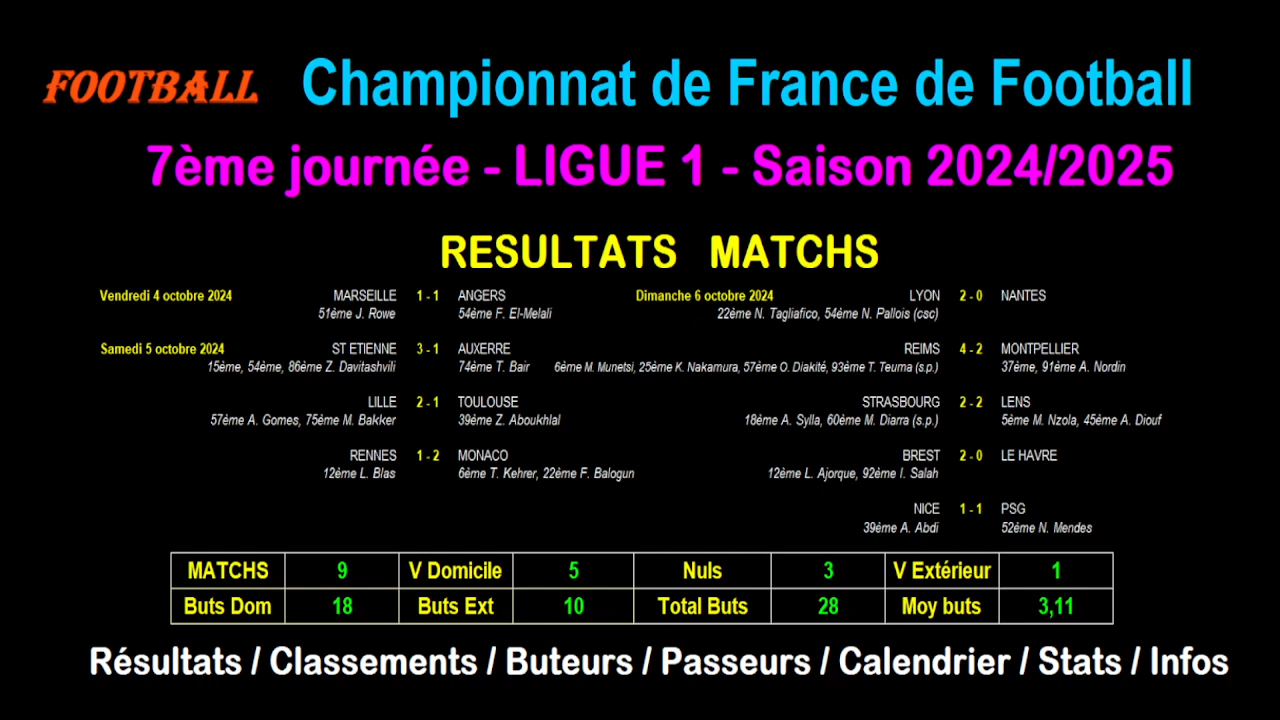 FOOTBALL Championnat de France de Football
7ème journée - LIGUE 1 - Saison 2024/2025
RESULTATS MATCHS
Vendredi 4 octobre 2024 MARSEILLE 1 - 1 ANGERS
51ème J. Rowe 54ème F. El-Melali
Samedi 5 octobre 2024 ST ETIENNE 3 - 1 AUXERRE
15ème, 54ème, 86ème Z. Davitashvili 74ème T. Bair
LILLE 2 - 1 TOULOUSE
57ème A. Gomes, 75ème M. Bakker 39ème Z. Aboukhlal
RENNES 1 - 2 MONACO
12ème L. Blas 6ème T. Kehrer, 22ème F. Balogun
Dimanche 6 octobre 2024 LYON 2 - 0 NANTES
22ème N. Tagliafico, 54ème N. Pallois (csc)
REIMS 4 - 2 MONTPELLIER
6ème M. Munetsi, 25ème K. Nakamura, 57ème O. Diakité, 93ème T. Teuma (s.p.) 37ème, 91ème A. Nordin
STRASBOURG 2 - 2 LENS
18ème A. Sylla, 60ème M. Diarra (s.p.) 5ème M. Nzola, 45ème A. Diouf
BREST 2 - 0 LE HAVRE
12ème L. Ajorque, 92ème I. Salah
NICE 1 - 1 PSG
39ème A. Abdi 52ème N. Mendes
MATCHS 9 V Domicile 5 Nuls 3 V Extérieur 1
Buts Dom 18 Buts Ext 10 Total Buts 28 Moy buts 3,11
Résultats / Classements / Buteurs / Passeurs / Calendrier / Stats / Infos